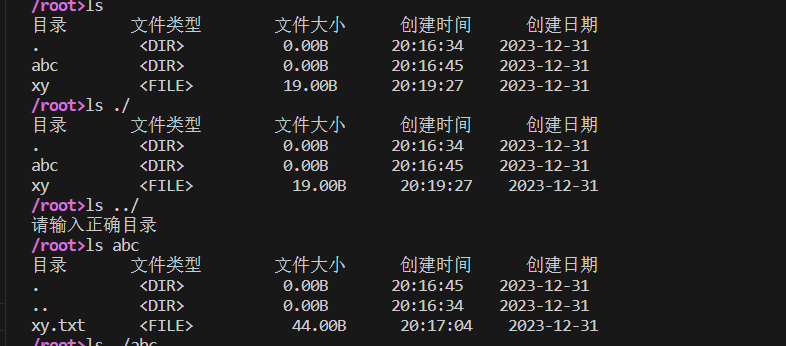 /root>ls
目录 文件类型 文件大小 创建时间 创建日期
. <DIR> 0.00B 20:16:34 2023-12-31
abc <DIR> 0.00B 20:16:45 2023-12-31
xy <FILE> 19.00B 20:19:27 2023-12-31
/root>ls ./
目录 文件类型 文件大小 创建时间 创建日期
. <DIR> 0.00B 20:16:34 2023-12-31
abc <DIR> 0.00B 20:16:45 2023-12-31
xy <FILE> 19.00B 20:19:27 2023-12-31
/root>ls ../
请输入正确目录
/root>ls abc
目录 文件类型 文件大小 创建时间 创建日期
. <DIR> 0.00B 20:16:45 2023-12-31
.. <DIR> 0.00B 20:16:34 2023-12-31
xy.txt <FILE> 44.00B 20:17:04 2023-12-31
/root>ls ./abc